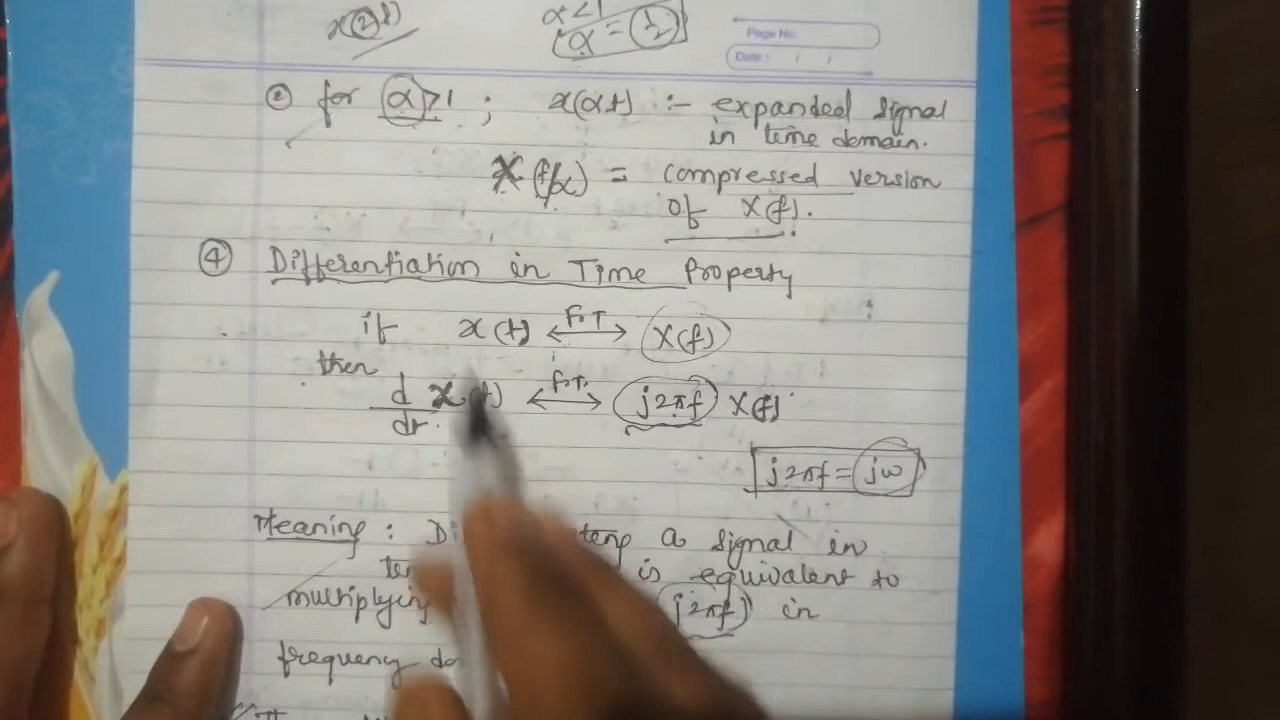 x(2t)
α<1
α = 1/2
Page No.
Date: / /
② for α>1 ; x(αt) :- expanded signal
in time domain.
X(f/α) = compressed version
of X(f).
④ Differentiation in Time Property
if x(t) ⟷ F.T X(f)
then
d/dt x(t) ⟷ F.T. j2πf X(f)
j2πf = jω
Meaning : a signal in
is equivalent to
multiplying j2πf in
frequency